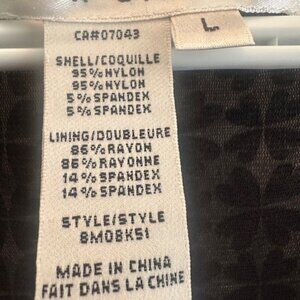 L
CA#07043
SHELL/COQUILLE
95%NYLON
95%NYLON
5%SPANDEX
5%SPANDEX
LINING/DOUBLEURE
86%RAYON
86%RAYONNE
14%SPANDEX
14%SPANDEX
STYLE/STYLE
8M08K51
MADE IN CHINA
FAIT DANS LA CHINE